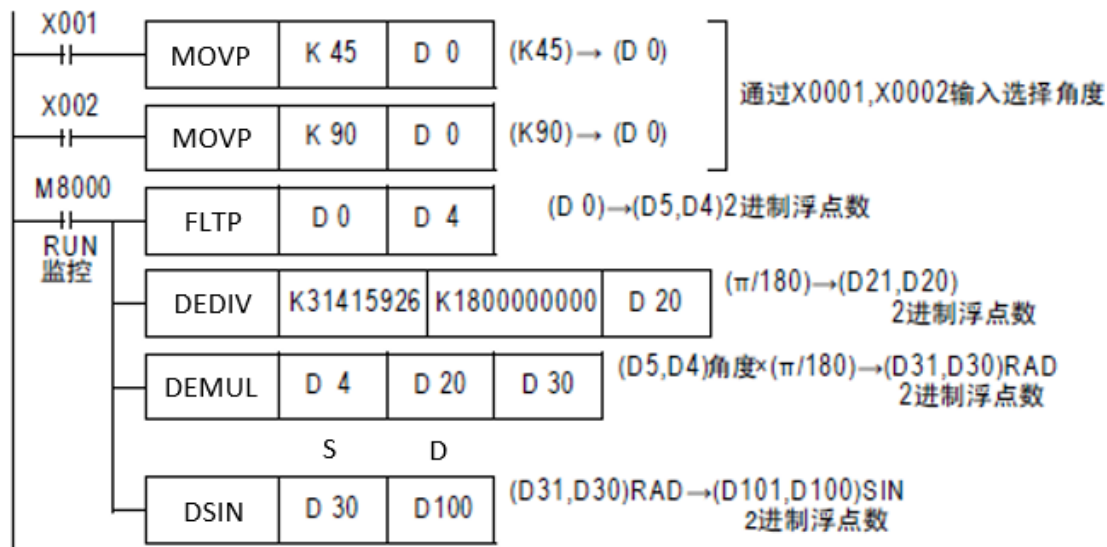 X001
MOVP K 45 D 0 (K45)→(D 0)
通过X0001,X0002输入选择角度
X002
MOVP K 90 D 0 (K90)→(D 0)
M8000
FLTP D 0 D 4 (D 0)→(D5,D4)2进制浮点数
RUN
监控
DEDIV K31415926 K1800000000 D 20 (π/180)→(D21,D20)
2进制浮点数
DEMUL D 4 D 20 D 30 (D5,D4)角度×(π/180)→(D31,D30)RAD
2进制浮点数
S D
DSIN D 30 D100 (D31,D30)RAD→(D101,D100)SIN
2进制浮点数